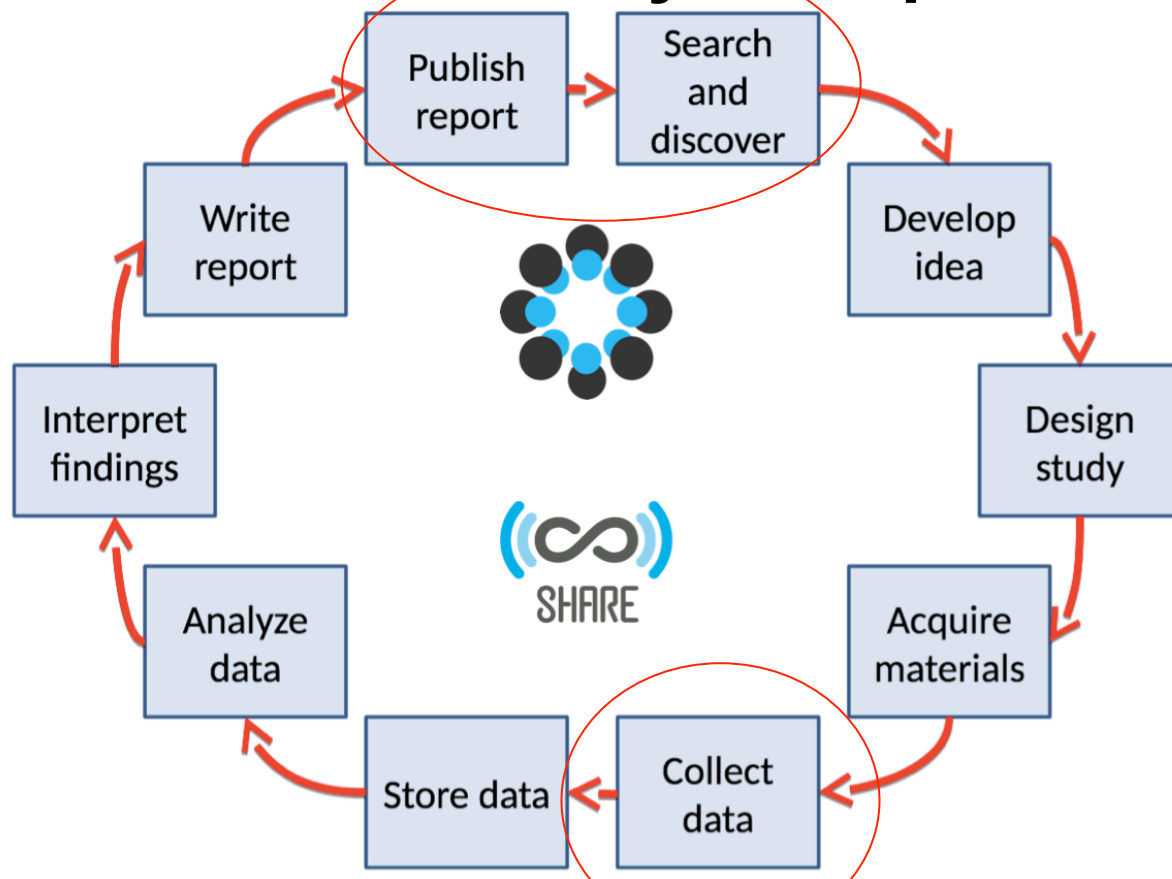 Publish
report
Search
and
discover
Develop
idea
Design
study
Acquire
materials
Collect
data
Store data
Analyze
data
Interpret
findings
Write
report
SHARE